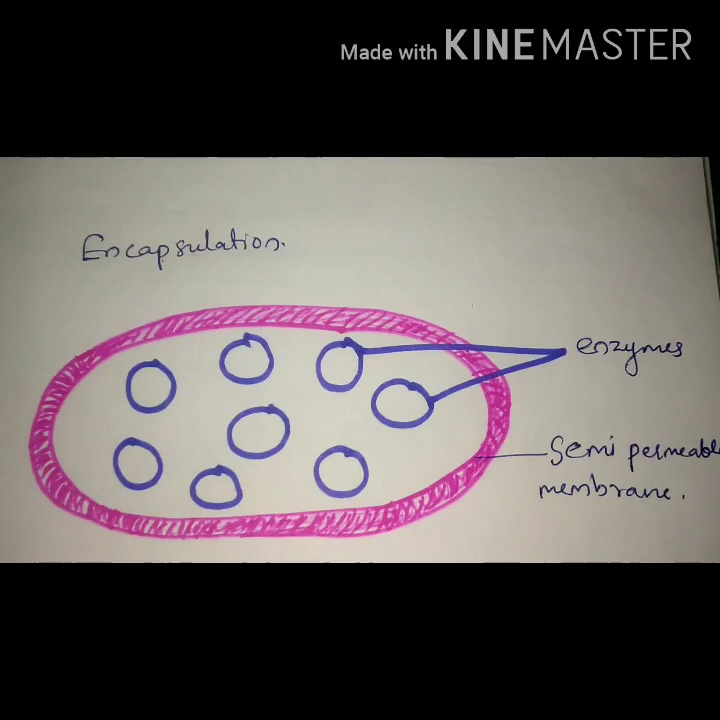 Made with KINEMASTER
Encapsulation.
enzymes
Semi permeable
membrane.